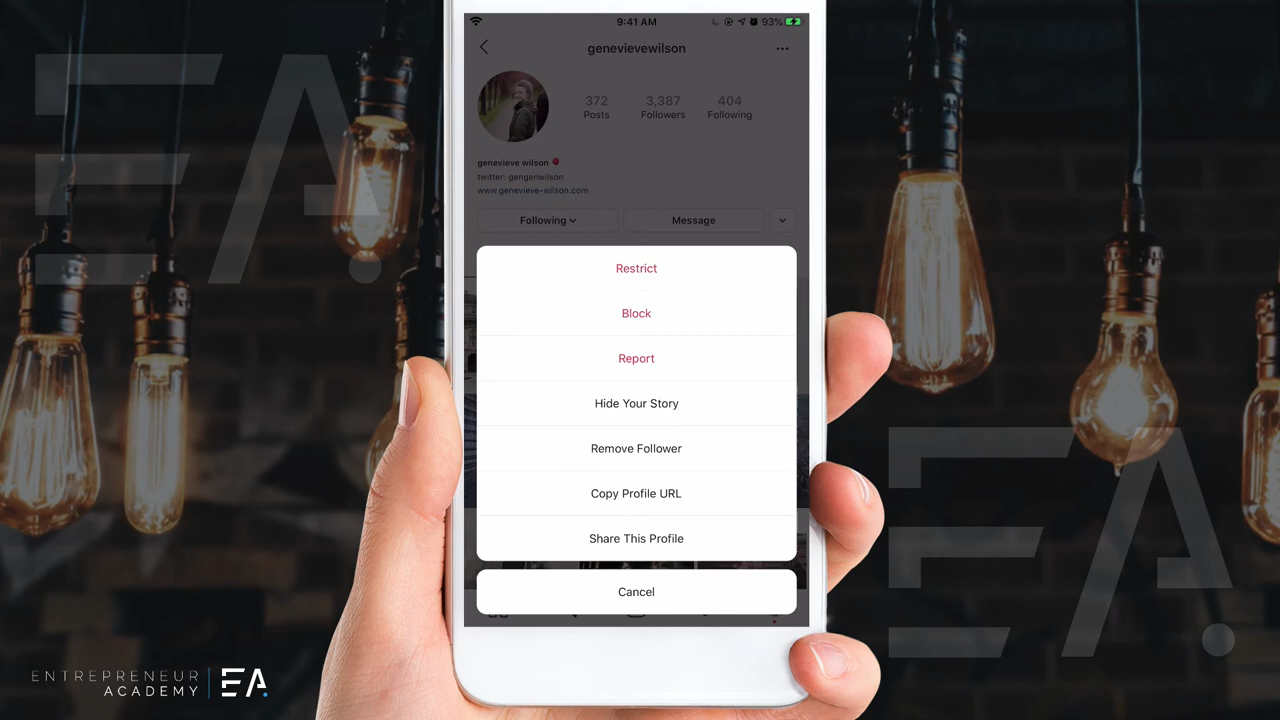 9:41 AM
93%
genevievewilson
372
3,387
404
Posts
Followers
Following
genevieve wilson
twitter: gengenwilson
www.genevieve-wilson.com
Following
Message
Restrict
Block
Report
Hide Your Story
Remove Follower
Copy Profile URL
Share This Profile
Cancel
EA.
EA.
ENTREPRENEUR
ACADEMY
EA.